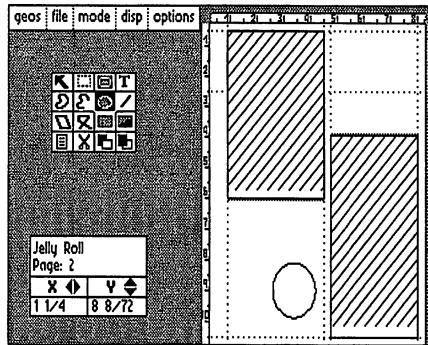 geos file mode disp options
T
Jelly Roll
Page: 2
X Y
1 1/4 8 8/72